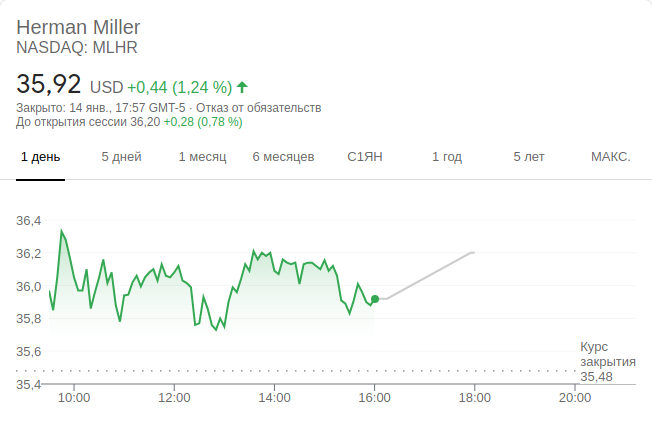 Herman Miller
NASDAQ: MLHR
35,92 USD +0,44 (1,24 %)
Закрыто: 14 янв., 17:57 GMT-5 · Отказ от обязательств
До открытия сессии 36,20 +0,28 (0,78 %)
1 день 5 дней 1 месяц 6 месяцев С1ЯН 1 год 5 лет МАКС.
36,4
36,2
36,0
35,8
35,6
35,4
Курс
закрытия
35,48
10:00 12:00 14:00 16:00 18:00 20:00